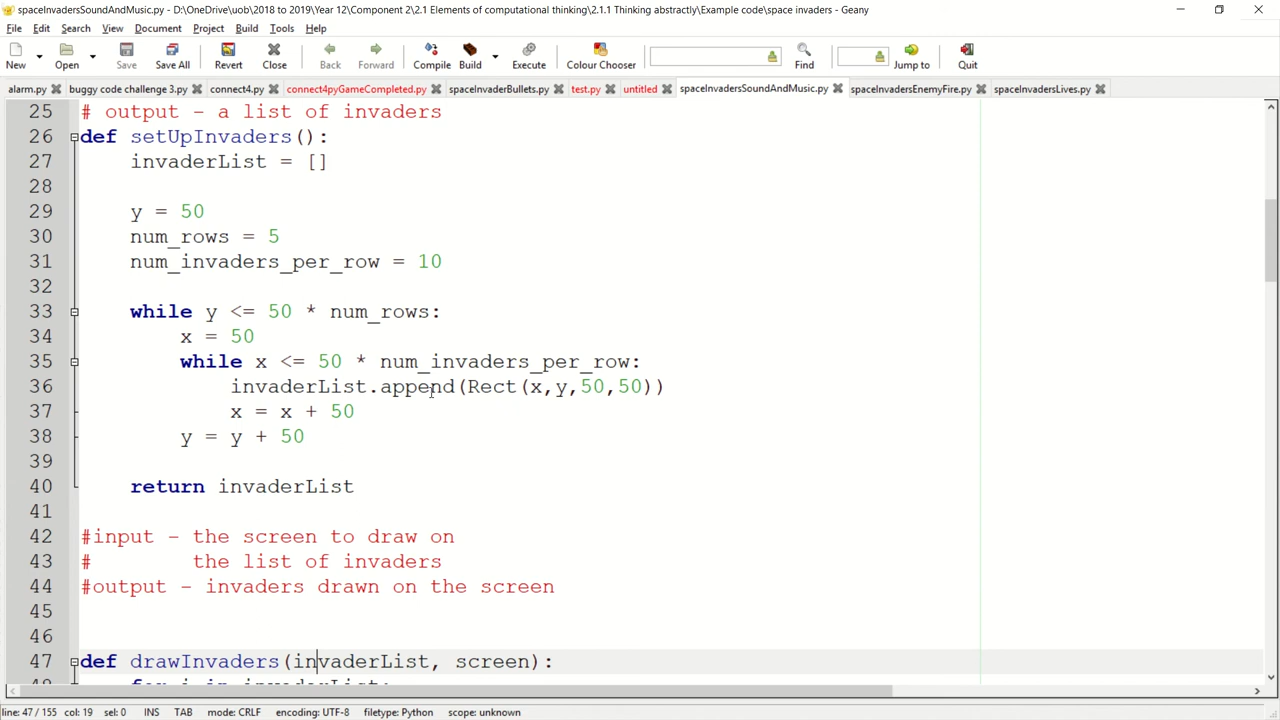 spaceInvadersSoundAndMusic.py - D:\OneDrive\uob\2018 to 2019\Year 12\Component 2\2.1 Elements of computational thinking\2.1.1 Thinking abstractly\Example code\space invaders - Geany
File Edit Search View Document Project Build Tools Help
New Open Save Save All Revert Close Back Forward Compile Build Execute Colour Chooser Find Jump to Quit
alarm.py buggy code challenge 3.py connect4.py connect4pyGameCompleted.py spaceInvaderBullets.py test.py untitled spaceInvadersSoundAndMusic.py spaceInvadersEnemyFire.py spaceInvadersLives.py
25 # output - a list of invaders
26 def setUpInvaders():
27 invaderList = []
28
29 y = 50
30 num_rows = 5
31 num_invaders_per_row = 10
32
33 while y <= 50 * num_rows:
34 x = 50
35 while x <= 50 * num_invaders_per_row:
36 invaderList.append(Rect(x,y,50,50))
37 x = x + 50
38 y = y + 50
39
40 return invaderList
41
42 #input - the screen to draw on
43 # the list of invaders
44 #output - invaders drawn on the screen
45
46
47 def drawInvaders(invaderList, screen):
line: 47 / 155 col: 19 sel: 0 INS TAB mode: CRLF encoding: UTF-8 filetype: Python scope: unknown